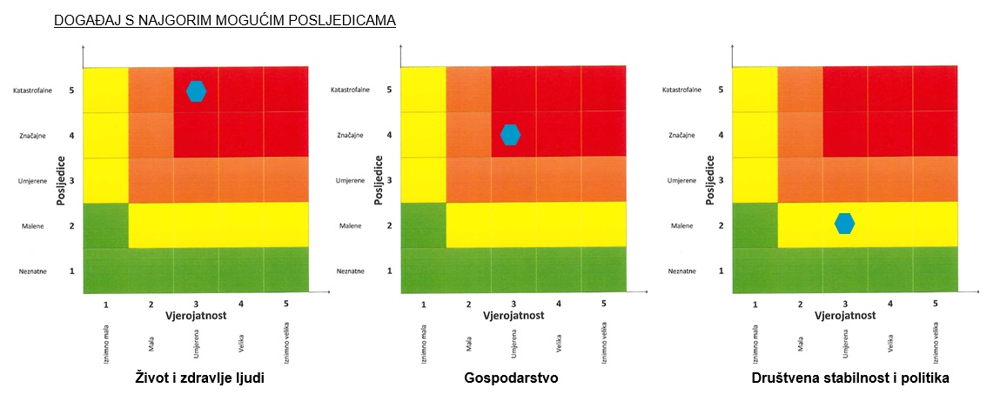 DOGAĐAJ S NAJGORIM MOGUĆIM POSLJEDICAMA
Katastrofalne 5
Značajne 4
Umjerene 3
Malene 2
Neznatne 1
Posljedice
1 2 3 4 5
Vjerojatnost
Iznimno mala
Mala
Umjerena
Velika
Iznimno velika
Život i zdravlje ljudi
Katastrofalne 5
Značajne 4
Umjerene 3
Malene 2
Neznatne 1
Posljedice
1 2 3 4 5
Vjerojatnost
Iznimno mala
Mala
Umjerena
Velika
Iznimno velika
Gospodarstvo
Katastrofalne 5
Značajne 4
Umjerene 3
Malene 2
Neznatne 1
Posljedice
1 2 3 4 5
Vjerojatnost
Iznimno mala
Mala
Umjerena
Velika
Iznimno velika
Društvena stabilnost i politika